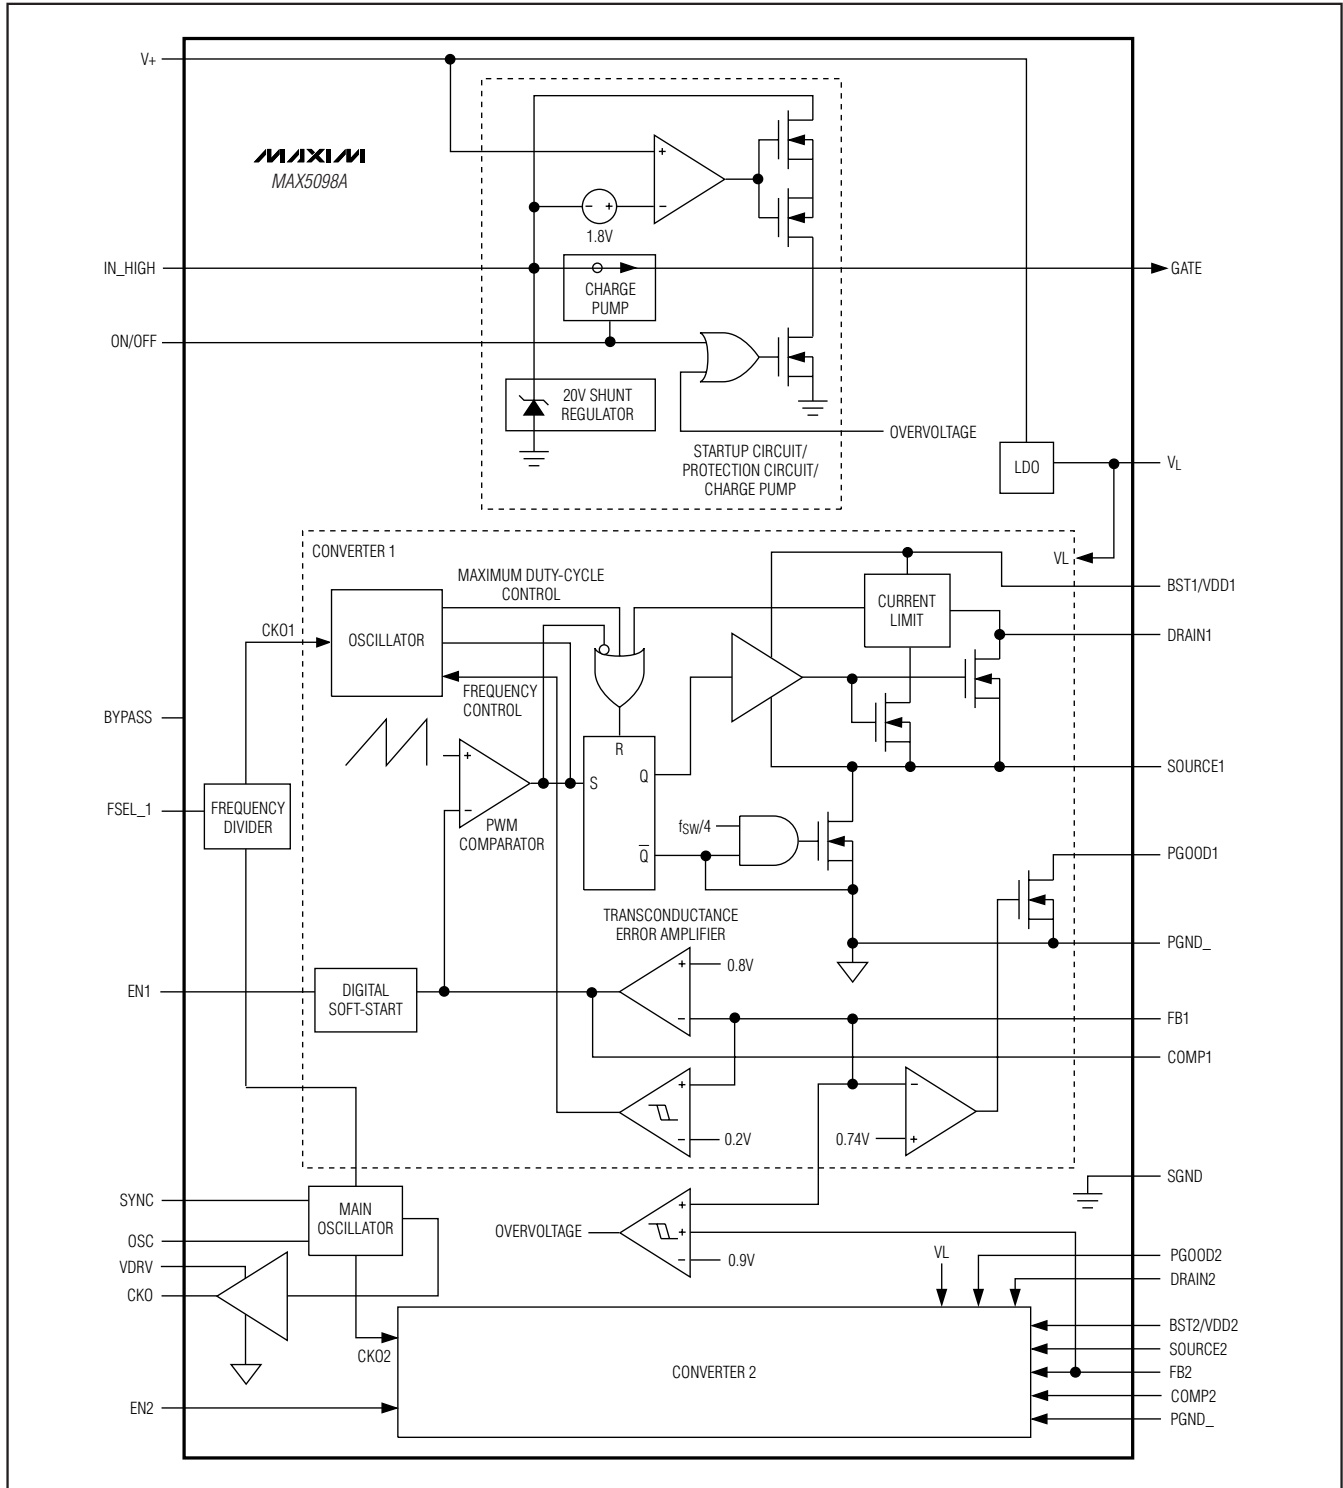 V+
MAXIM
MAX5098A
+
−
− +
1.8V
IN_HIGH
GATE
CHARGE
PUMP
ON/OFF
20V SHUNT
REGULATOR
OVERVOLTAGE
STARTUP CIRCUIT/
PROTECTION CIRCUIT/
CHARGE PUMP
LDO
VL
CONVERTER 1
VL
MAXIMUM DUTY-CYCLE
CONTROL
BST1/VDD1
CURRENT
LIMIT
CKO1
OSCILLATOR
DRAIN1
FREQUENCY
CONTROL
BYPASS
R
+
S
Q
SOURCE1
−
FSEL_1
FREQUENCY
DIVIDER
PWM
COMPARATOR
fSW/4
Q̅
PGOOD1
TRANSCONDUCTANCE
ERROR AMPLIFIER
PGND_
+
0.8V
EN1
DIGITAL
SOFT-START
−
FB1
COMP1
+
−
−
0.2V
0.74V
+
SGND
SYNC
MAIN
OSCILLATOR
+
OSC
OVERVOLTAGE
+
−
0.9V
VL
PGOOD2
VDRV
DRAIN2
CKO
BST2/VDD2
CKO2
SOURCE2
CONVERTER 2
FB2
COMP2
EN2
PGND_